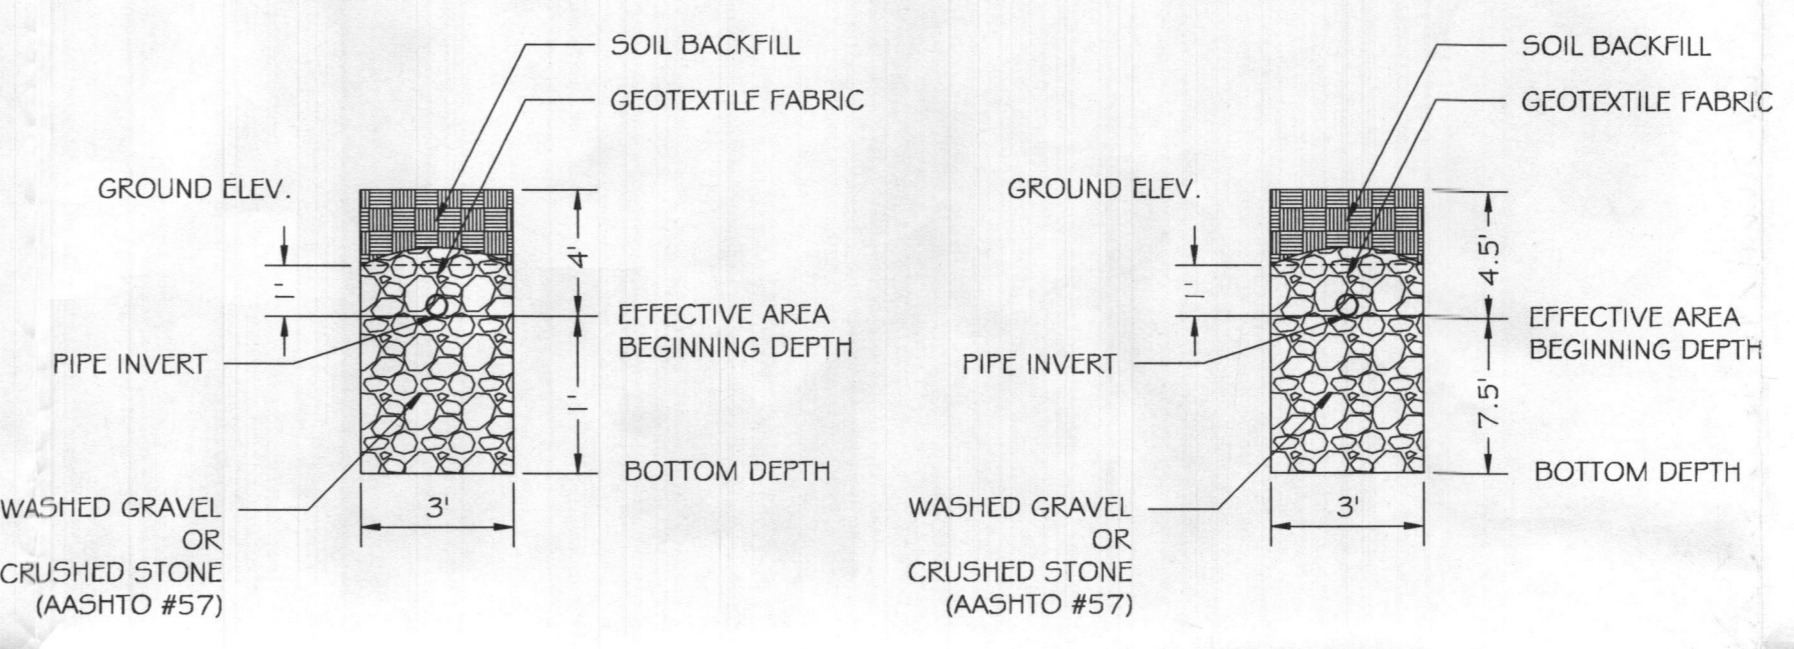 SOIL BACKFILL
GEOTEXTILE FABRIC
GROUND ELEV.
4'
1'
EFFECTIVE AREA
BEGINNING DEPTH
PIPE INVERT
1'
BOTTOM DEPTH
3'
WASHED GRAVEL
OR
CRUSHED STONE
(AASHTO #57)
SOIL BACKFILL
GEOTEXTILE FABRIC
GROUND ELEV.
4.5'
1'
EFFECTIVE AREA
BEGINNING DEPTH
PIPE INVERT
7.5'
BOTTOM DEPTH
3'
WASHED GRAVEL
OR
CRUSHED STONE
(AASHTO #57)